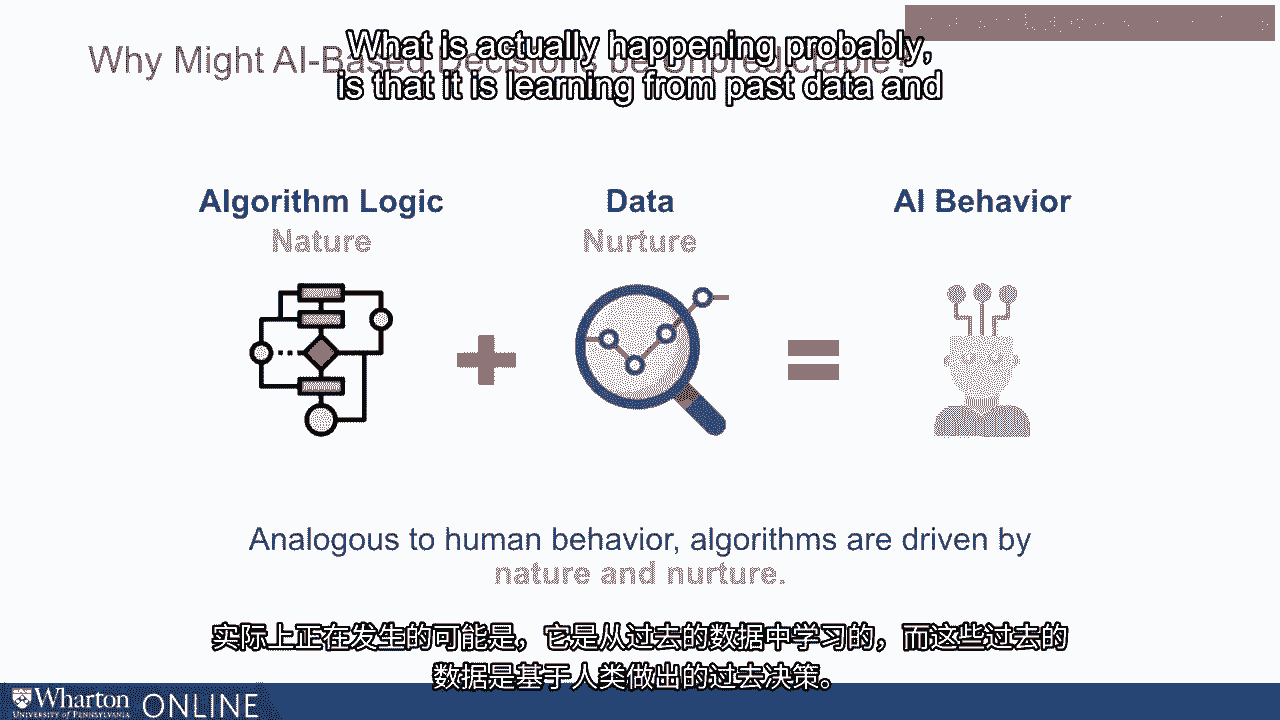 What is actually happening probably,
is that it is learning from past data and
Why Might AI-Based Decisions be Unpredictable?
Algorithm Logic
Data
AI Behavior
Nature
Nurture
Analogous to human behavior, algorithms are driven by
nature and nurture.
实际上正在发生的可能是，它是从过去的数据中学习的，而这些过去的
数据是基于人类做出的过去决策。
Wharton
UNIVERSITY of PENNSYLVANIA
ONLINE